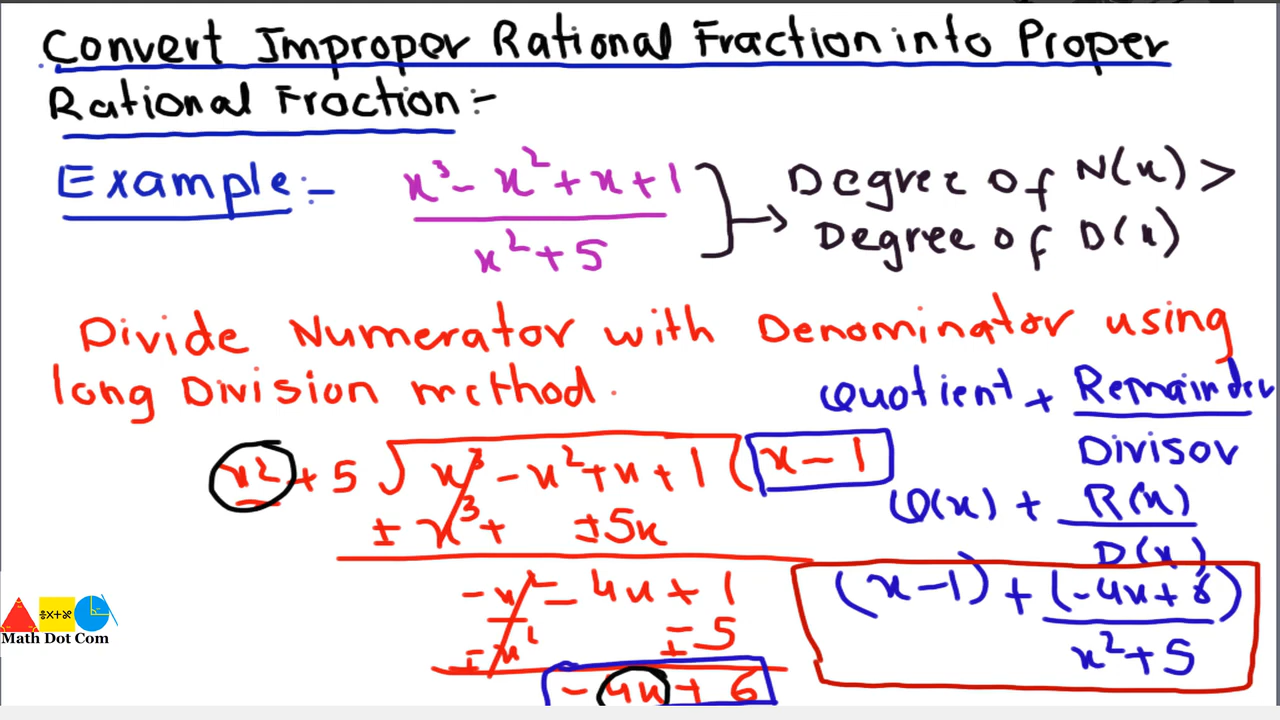 Convert Improper Rational Fraction into Proper
Rational Fraction :-
Example :-
x³ - x² + x + 1
x² + 5
Degree of N(x) >
Degree of D(x)
Divide Numerator with Denominator using
long Division method.
Quotient + Remainder
Divisor
Q(x) + R(x)
D(x)
x² + 5 ) x³ - x² + x + 1 ( x - 1
± x³ + ± 5x
- x² - 4x + 1
- 4x + 6
(x - 1) + (-4x + 6)
x² + 5
Math Dot Com